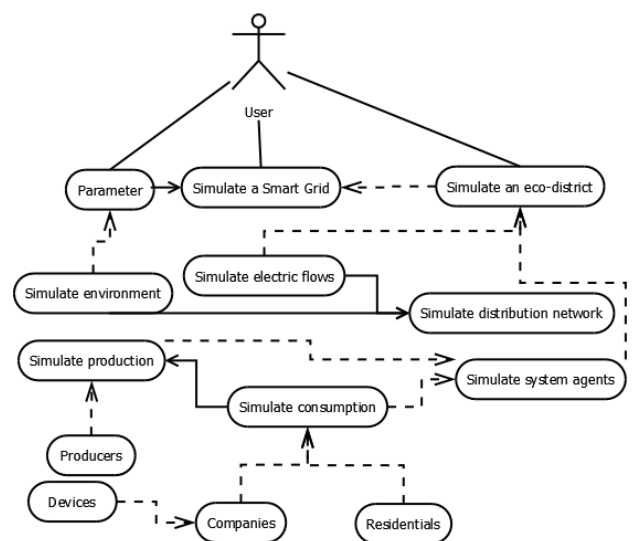 User
Parameter
Simulate a Smart Grid
Simulate an eco-district
Simulate electric flows
Simulate environment
Simulate distribution network
Simulate production
Simulate system agents
Simulate consumption
Producers
Devices
Companies
Residentials